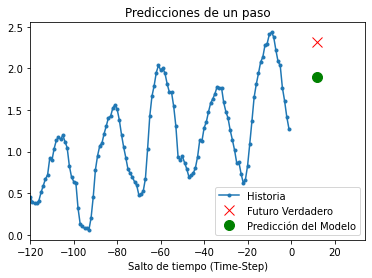 Predicciones de un paso
2.5
2.0
1.5
1.0
0.5
0.0
−120 −100 −80 −60 −40 −20 0 20
Salto de tiempo (Time-Step)
Historia
Futuro Verdadero
Predicción del Modelo